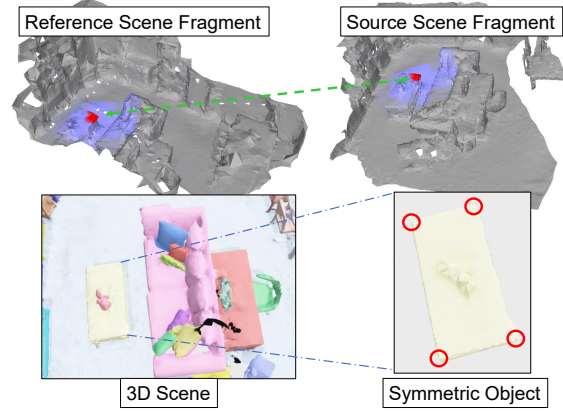 Reference Scene Fragment
Source Scene Fragment
3D Scene
Symmetric Object